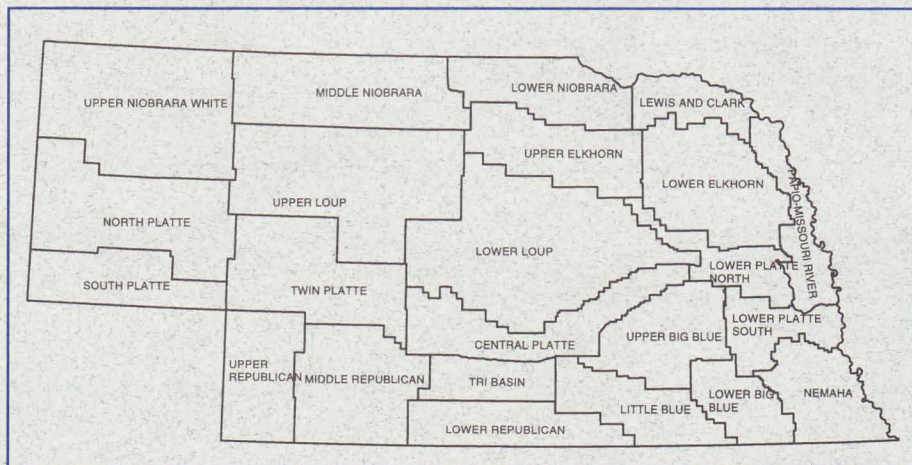 UPPER NIOBRARA WHITE
MIDDLE NIOBRARA
LOWER NIOBRARA
LEWIS AND CLARK
UPPER ELKHORN
LOWER ELKHORN
PAPIO-MISSOURI RIVER
NORTH PLATTE
UPPER LOUP
LOWER LOUP
LOWER PLATTE
NORTH
SOUTH PLATTE
TWIN PLATTE
LOWER PLATTE
SOUTH
CENTRAL PLATTE
UPPER BIG BLUE
UPPER
REPUBLICAN
MIDDLE REPUBLICAN
TRI BASIN
LITTLE BLUE
LOWER BIG
BLUE
NEMAHA
LOWER REPUBLICAN